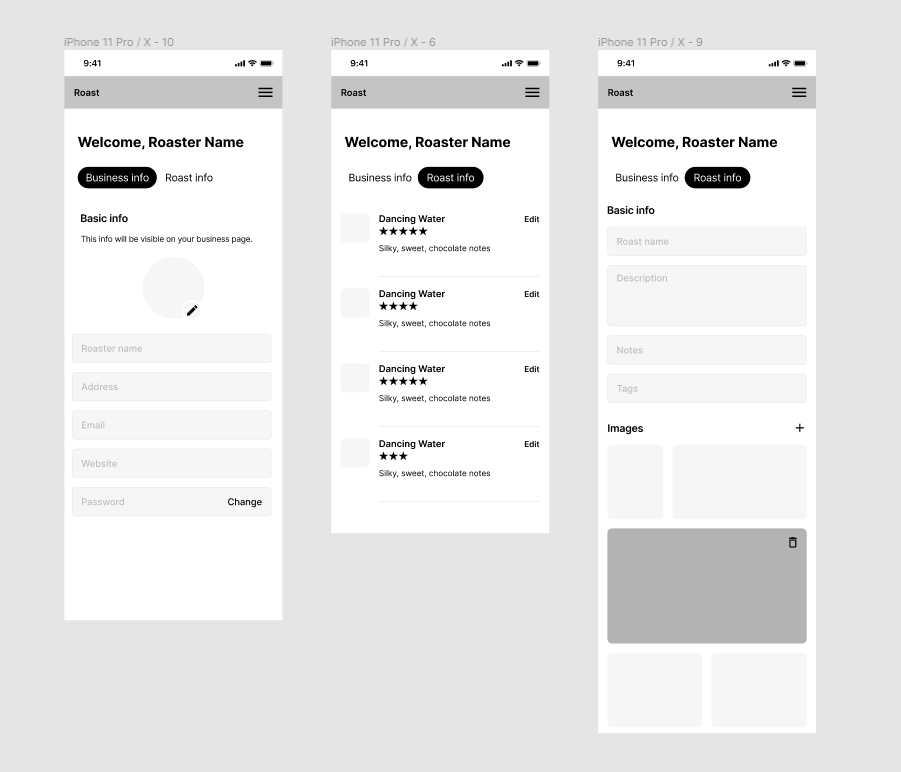 iPhone 11 Pro / X - 10
9:41
Roast
Welcome, Roaster Name
Business info Roast info
Basic info
This info will be visible on your business page.
Roaster name
Address
Email
Website
Password Change
iPhone 11 Pro / X - 6
9:41
Roast
Welcome, Roaster Name
Business info Roast info
Dancing Water Edit
★★★★★
Silky, sweet, chocolate notes
Dancing Water Edit
★★★★
Silky, sweet, chocolate notes
Dancing Water Edit
★★★★★
Silky, sweet, chocolate notes
Dancing Water Edit
★★★
Silky, sweet, chocolate notes
iPhone 11 Pro / X - 9
9:41
Roast
Welcome, Roaster Name
Business info Roast info
Basic info
Roast name
Description
Notes
Tags
Images +